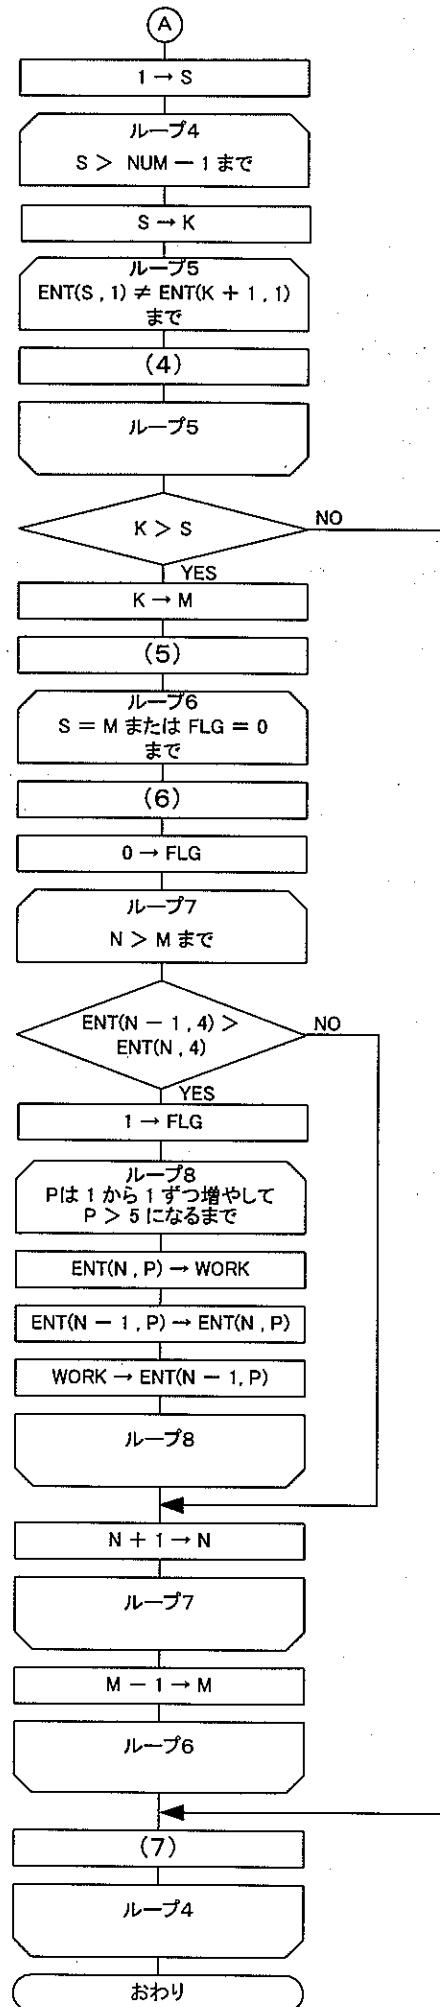 A
1 → S
ループ4
S ＞ NUM － 1 まで
S → K
ループ5
ENT(S , 1) ≠ ENT(K + 1 , 1)
まで
(4)
ループ5
K ＞ S
NO
YES
K → M
(5)
ループ6
S = M または FLG = 0
まで
(6)
0 → FLG
ループ7
N ＞ M まで
ENT(N － 1 , 4) ＞
ENT(N , 4)
NO
YES
1 → FLG
ループ8
Pは 1 から 1 ずつ増やして
P ＞ 5 になるまで
ENT(N , P) → WORK
ENT(N － 1 , P) → ENT(N , P)
WORK → ENT(N － 1, P)
ループ8
N + 1 → N
ループ7
M － 1 → M
ループ6
(7)
ループ4
おわり